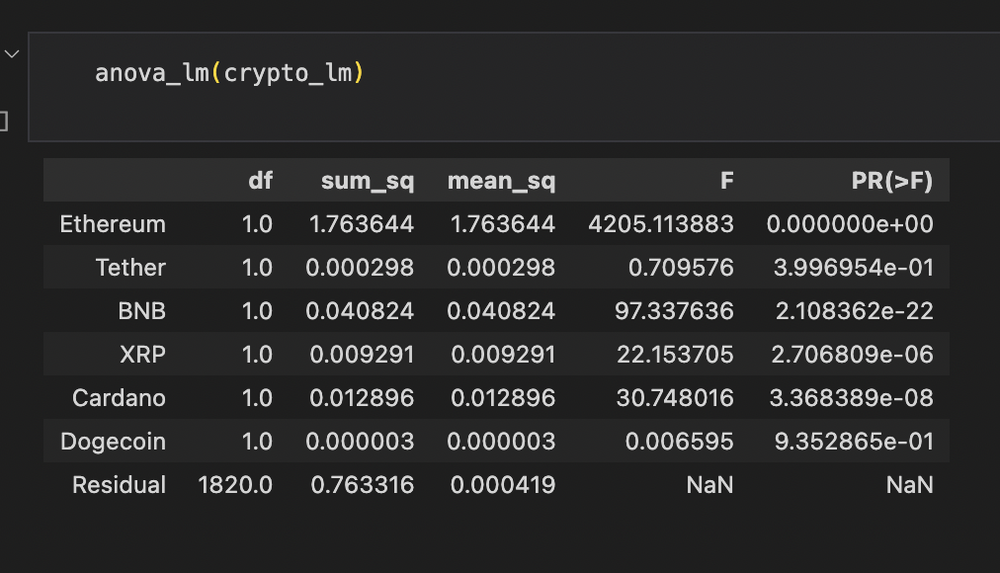 anova_lm(crypto_lm)
]
df sum_sq mean_sq F PR(>F)
Ethereum 1.0 1.763644 1.763644 4205.113883 0.000000e+00
Tether 1.0 0.000298 0.000298 0.709576 3.996954e-01
BNB 1.0 0.040824 0.040824 97.337636 2.108362e-22
XRP 1.0 0.009291 0.009291 22.153705 2.706809e-06
Cardano 1.0 0.012896 0.012896 30.748016 3.368389e-08
Dogecoin 1.0 0.000003 0.000003 0.006595 9.352865e-01
Residual 1820.0 0.763316 0.000419 NaN NaN